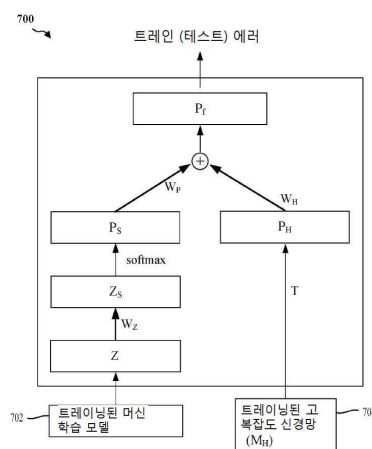 700
트레인 (테스트) 에러
P_f
+
W_P
W_H
P_S
P_H
softmax
Z_S
T
W_Z
Z
702
트레이닝된 머신
학습 모델
트레이닝된 고
복잡도 신경망
(M_H)
70